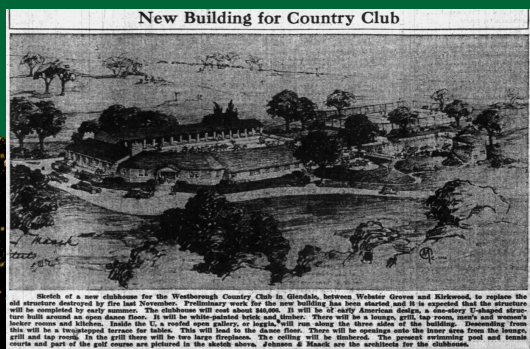 New Building for Country Club
Maack
Sketch of a new clubhouse for the Westborough Country Club in Glendale, between Webster Groves and Kirkwood, to replace the
old structure destroyed by fire last November. Preliminary work for the new building has been started and it is expected that the structure
will be completed by early summer. The clubhouse will cost about $40,000. It will be of early American design, a one-story U-shaped struc-
ture built around an open dance floor. It will be of white-painted brick and timber. There will be a lounge, grill, tap room, men's and women's
locker rooms and kitchen. Inside the U, a roofed open gallery, or loggia, will run along the three sides of the building. Descending from
this will be a two-stepped terrace for tables. This will lead to the dance floor. There will be openings onto the inner area from the lounge,
grill and tap room. In the grill there will be two large fireplaces. The ceiling will be timbered. The present swimming pool and tennis
courts and part of the golf course are pictured in the sketch above. Johnson & Maack are the architects for the clubhouse.